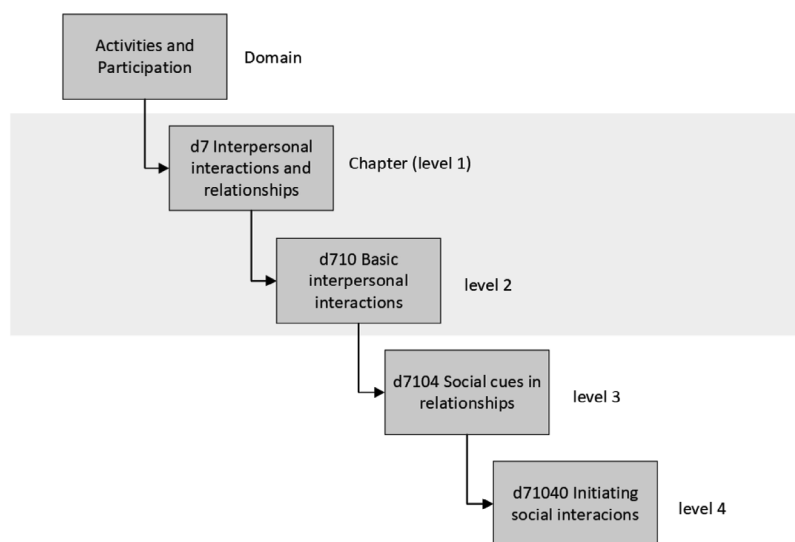 Activities and
Participation
Domain
d7 Interpersonal
interactions and
relationships
Chapter (level 1)
d710 Basic
interpersonal
interactions
level 2
d7104 Social cues in
relationships
level 3
d71040 Initiating
social interacions
level 4